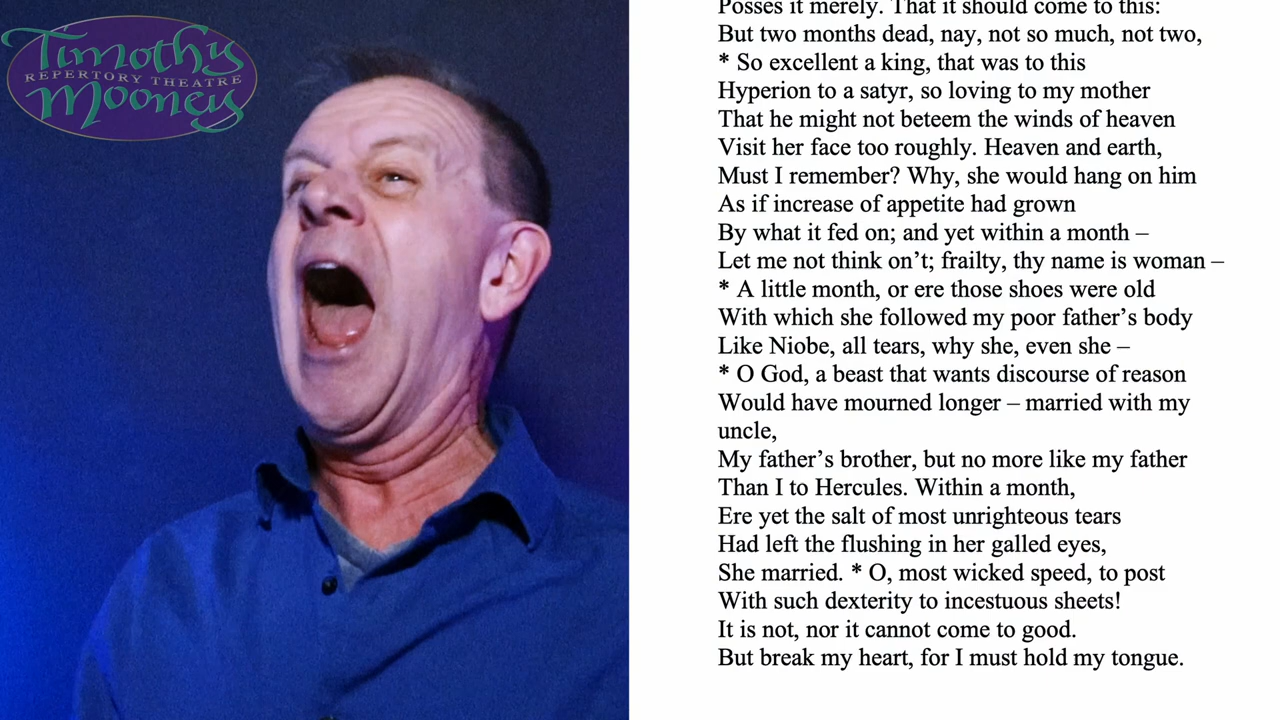 Timothy
REPERTORY THEATRE
Mooney
Posses it merely. That it should come to this:
But two months dead, nay, not so much, not two,
* So excellent a king, that was to this
Hyperion to a satyr, so loving to my mother
That he might not beteem the winds of heaven
Visit her face too roughly. Heaven and earth,
Must I remember? Why, she would hang on him
As if increase of appetite had grown
By what it fed on; and yet within a month –
Let me not think on’t; frailty, thy name is woman –
* A little month, or ere those shoes were old
With which she followed my poor father’s body
Like Niobe, all tears, why she, even she –
* O God, a beast that wants discourse of reason
Would have mourned longer – married with my
uncle,
My father’s brother, but no more like my father
Than I to Hercules. Within a month,
Ere yet the salt of most unrighteous tears
Had left the flushing in her galled eyes,
She married. * O, most wicked speed, to post
With such dexterity to incestuous sheets!
It is not, nor it cannot come to good.
But break my heart, for I must hold my tongue.